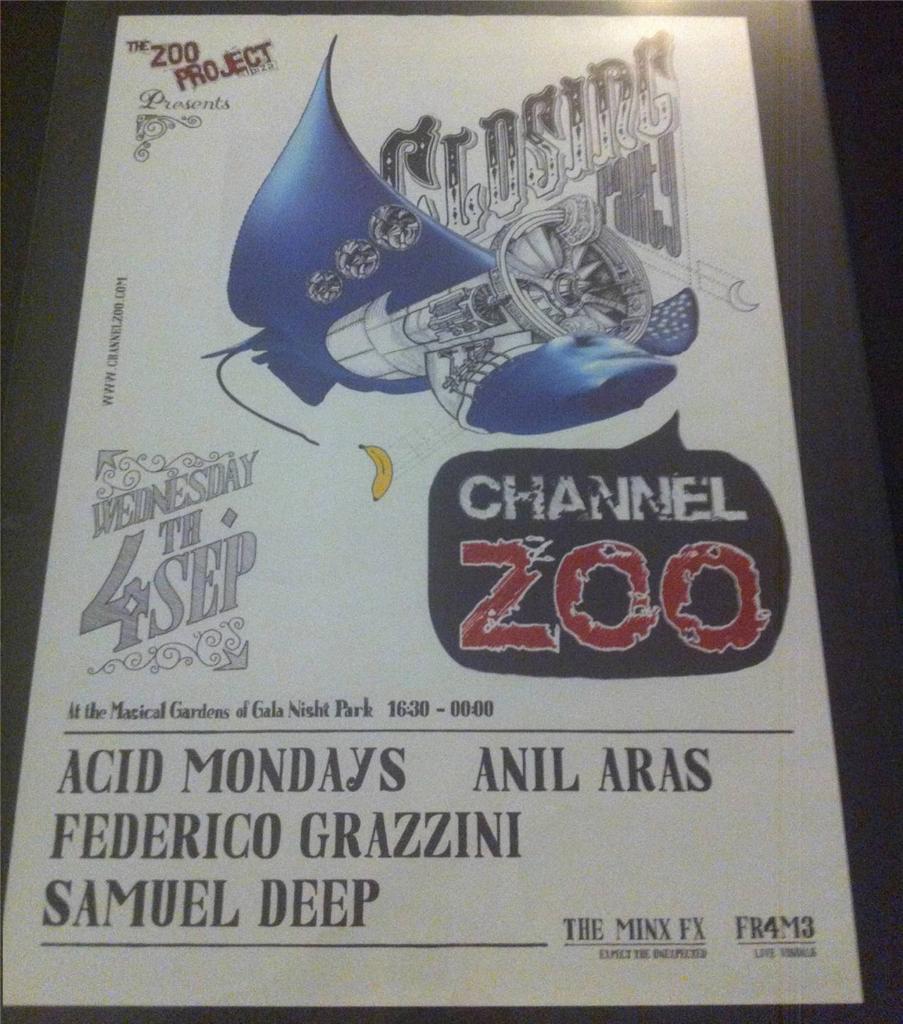 THE ZOO
PROJECT
IBIZA
Presents
CLOSING
PARTY
WWW.CHANNELZOO.COM
WEDNESDAY
4TH SEP
CHANNEL
ZOO
At the Magical Gardens of Gala Night Park 16:30 - 00:00
ACID MONDAYS ANIL ARAS
FEDERICO GRAZZINI
SAMUEL DEEP
THE MINX FX FR4M3
EXPECT THE UNEXPECTED LIVE VISUALS